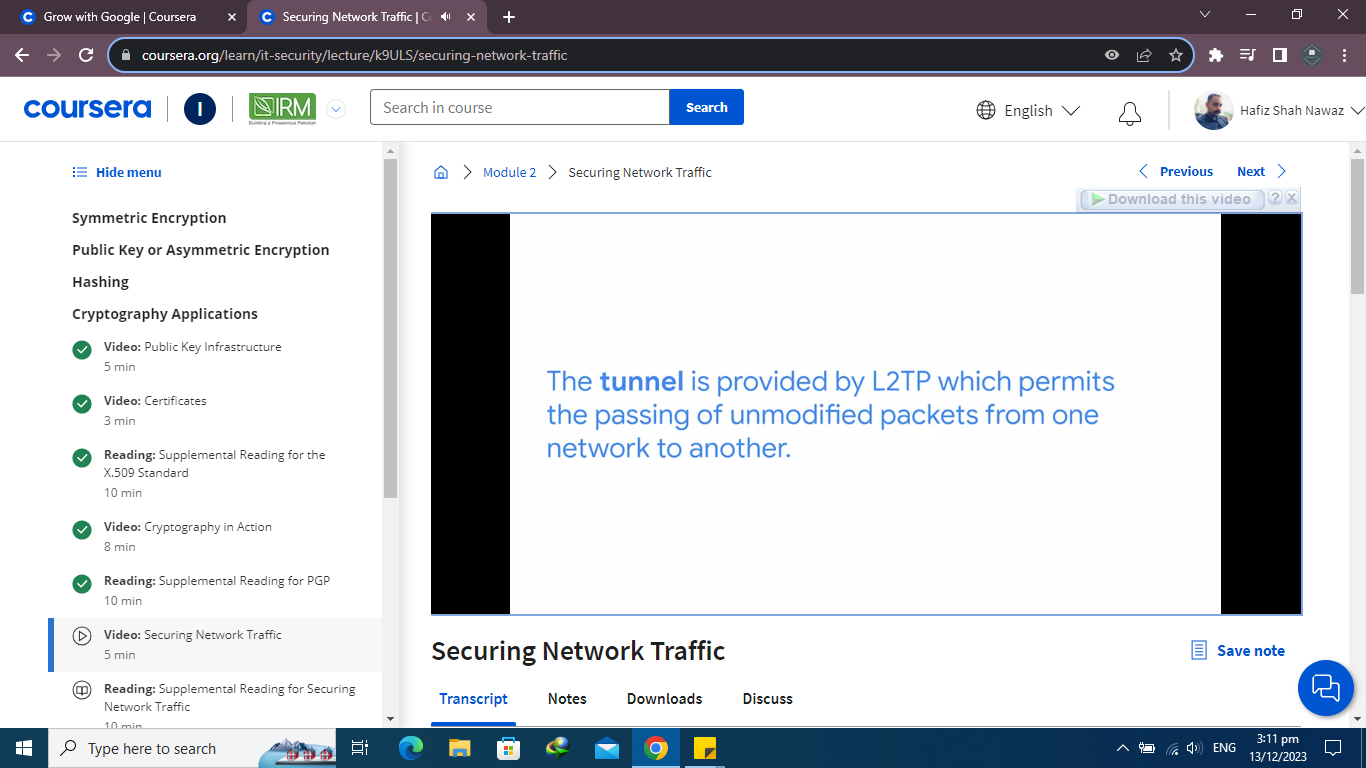 Grow with Google | Coursera
Securing Network Traffic | C
coursera.org/learn/it-security/lecture/k9ULS/securing-network-traffic
coursera
I
IRM
Search in course
Search
English
Hafiz Shah Nawaz
Hide menu
Symmetric Encryption
Public Key or Asymmetric Encryption
Hashing
Cryptography Applications
Video: Public Key Infrastructure
5 min
Video: Certificates
3 min
Reading: Supplemental Reading for the
X.509 Standard
10 min
Video: Cryptography in Action
8 min
Reading: Supplemental Reading for PGP
10 min
Video: Securing Network Traffic
5 min
Reading: Supplemental Reading for Securing
Network Traffic
10 min
Module 2
Securing Network Traffic
Previous
Next
Download this video
? X
The tunnel is provided by L2TP which permits
the passing of unmodified packets from one
network to another.
Securing Network Traffic
Save note
Transcript
Notes
Downloads
Discuss
Type here to search
ENG
3:11 pm
13/12/2023